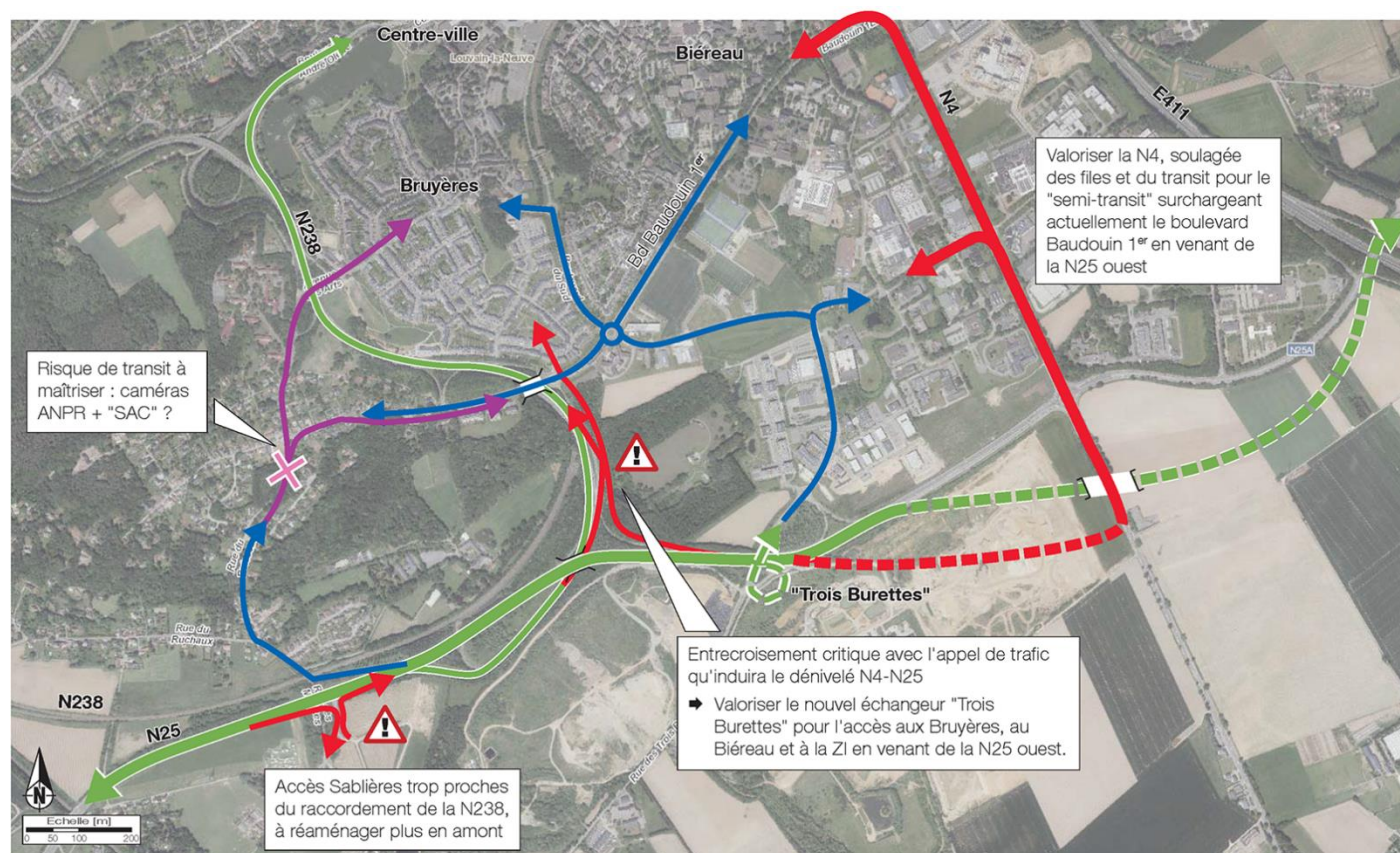 Centre-ville
Louvain-la-Neuve
Biéreau
Baudouin 1er
N4
E411
Valoriser la N4, soulagée
des files et du transit pour le
"semi-transit" surchargeant
actuellement le boulevard
Baudouin 1er en venant de
la N25 ouest
Bruyères
N238
Bd Baudouin 1er
du Sud
N25A
Risque de transit à
maîtriser : caméras
ANPR + "SAC" ?
Rue du
"Trois Burettes"
Rue du
Ruchaux
Entrecroisement critique avec l'appel de trafic
qu'induira le dénivelé N4-N25
➡ Valoriser le nouvel échangeur "Trois
Burettes" pour l'accès aux Bruyères, au
Biéreau et à la ZI en venant de la N25 ouest.
N238
N25
Accès Sablières trop proches
du raccordement de la N238,
à réaménager plus en amont
N
Echelle [m]
0 50 100 200